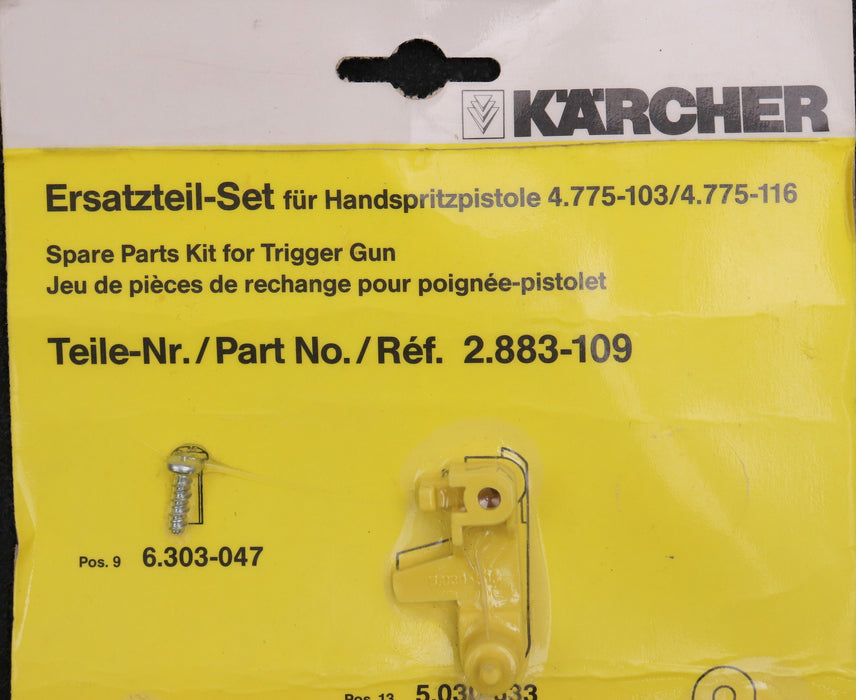 KÄRCHER
Ersatzteil-Set für Handspritzpistole 4.775-103/4.775-116
Spare Parts Kit for Trigger Gun
Jeu de pièces de rechange pour poignée-pistolet
Teile-Nr./Part No./Réf. 2.883-109
Pos. 9 6.303-047
Pos. 13